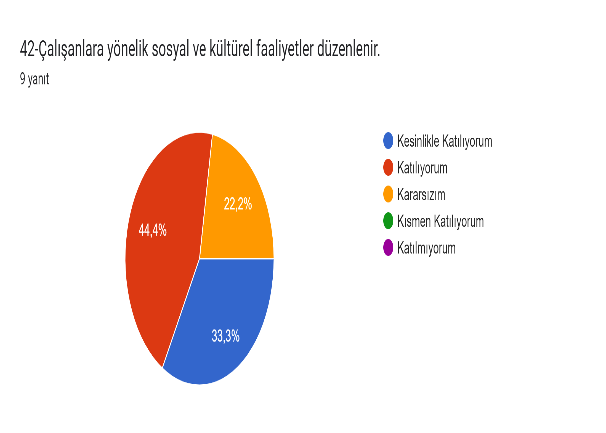 42-Çalışanlara yönelik sosyal ve kültürel faaliyetler düzenlenir.
9 yanıt
Kesinlikle Katılıyorum
Katılıyorum
Kararsızım
Kısmen Katılıyorum
Katılmıyorum
22,2%
44,4%
33,3%